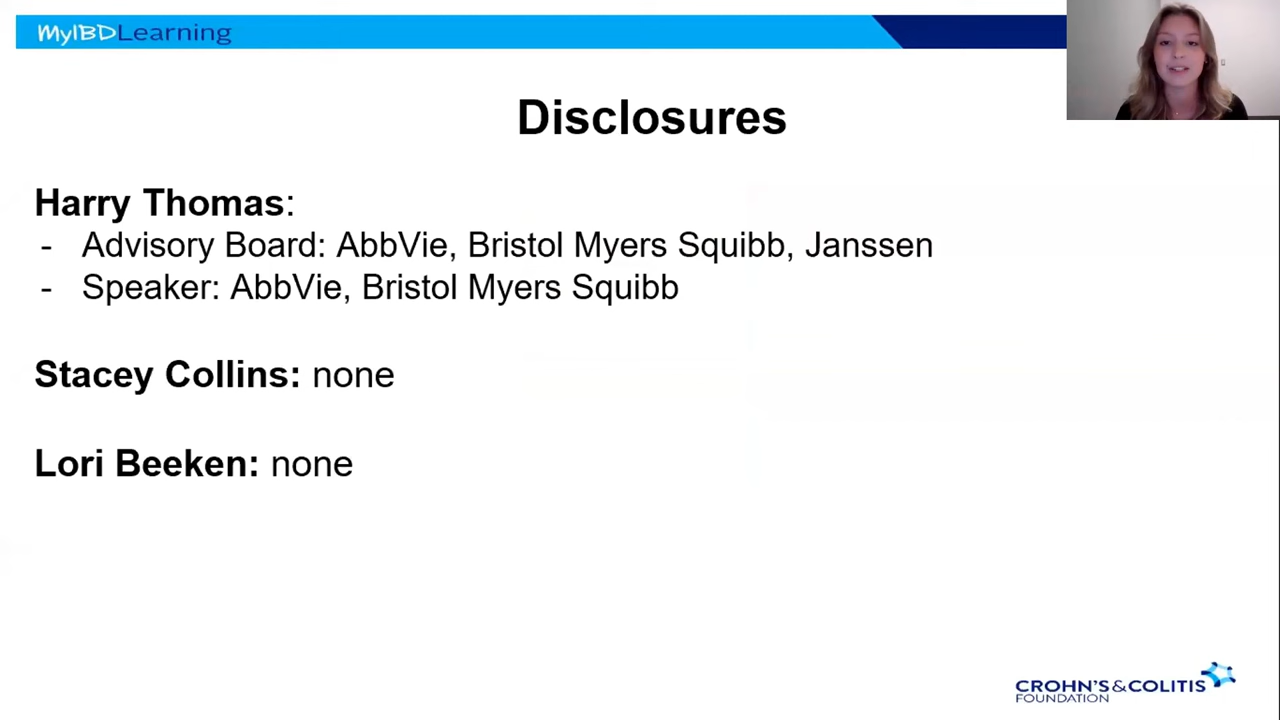 MyIBDLearning
Disclosures
Harry Thomas:
- Advisory Board: AbbVie, Bristol Myers Squibb, Janssen
- Speaker: AbbVie, Bristol Myers Squibb
Stacey Collins: none
Lori Beeken: none
CROHN'S & COLITIS
FOUNDATION